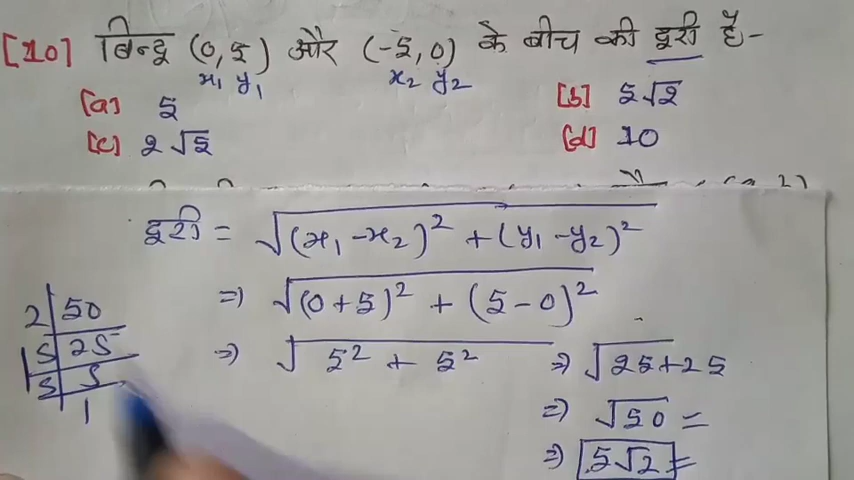 [10] बिन्दू (0,5) और (-5,0) के बीच की दूरी है-
x₁ y₁ x₂ y₂
[a] 5 [b] 5√2
[c] 2√5 [d] 10
दूरी = √(x₁-x₂)² + (y₁-y₂)²
⇒ √(0+5)² + (5-0)²
⇒ √5² + 5² ⇒ √25+25
⇒ √50 =
⇒ 5√2 =
2 | 50
5 | 25
5 | 5
1